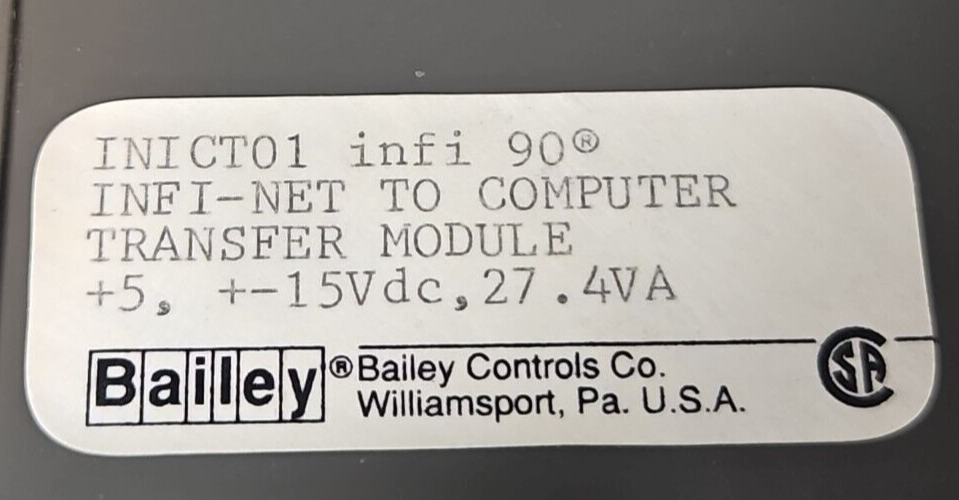 INICT01 infi 90®
INFI-NET TO COMPUTER
TRANSFER MODULE
+5, +-15Vdc,27.4VA
Bailey® Bailey Controls Co.
Williamsport, Pa. U.S.A.
CSA